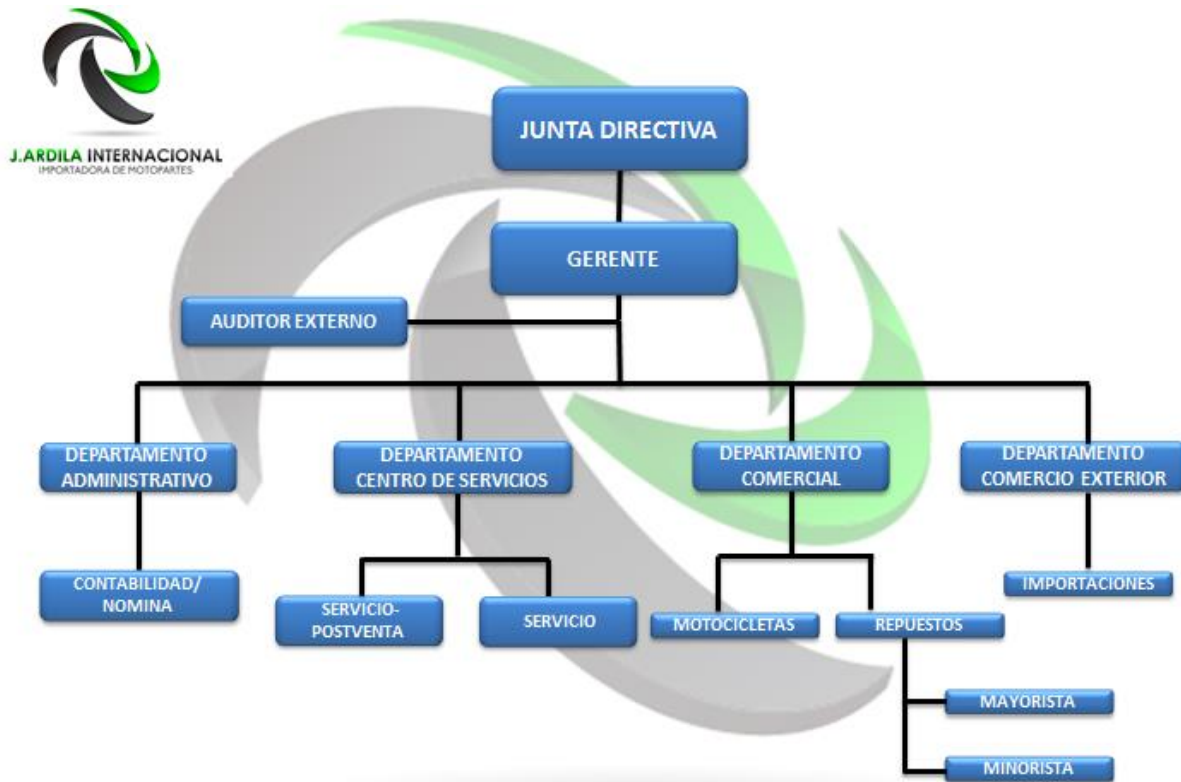 J.ARDILA INTERNACIONAL
IMPORTADORA DE MOTOPARTES
JUNTA DIRECTIVA
GERENTE
AUDITOR EXTERNO
DEPARTAMENTO
ADMINISTRATIVO
DEPARTAMENTO
CENTRO DE SERVICIOS
DEPARTAMENTO
COMERCIAL
DEPARTAMENTO
COMERCIO EXTERIOR
CONTABILIDAD/
NOMINA
SERVICIO-
POSTVENTA
SERVICIO
MOTOCICLETAS
REPUESTOS
IMPORTACIONES
MAYORISTA
MINORISTA